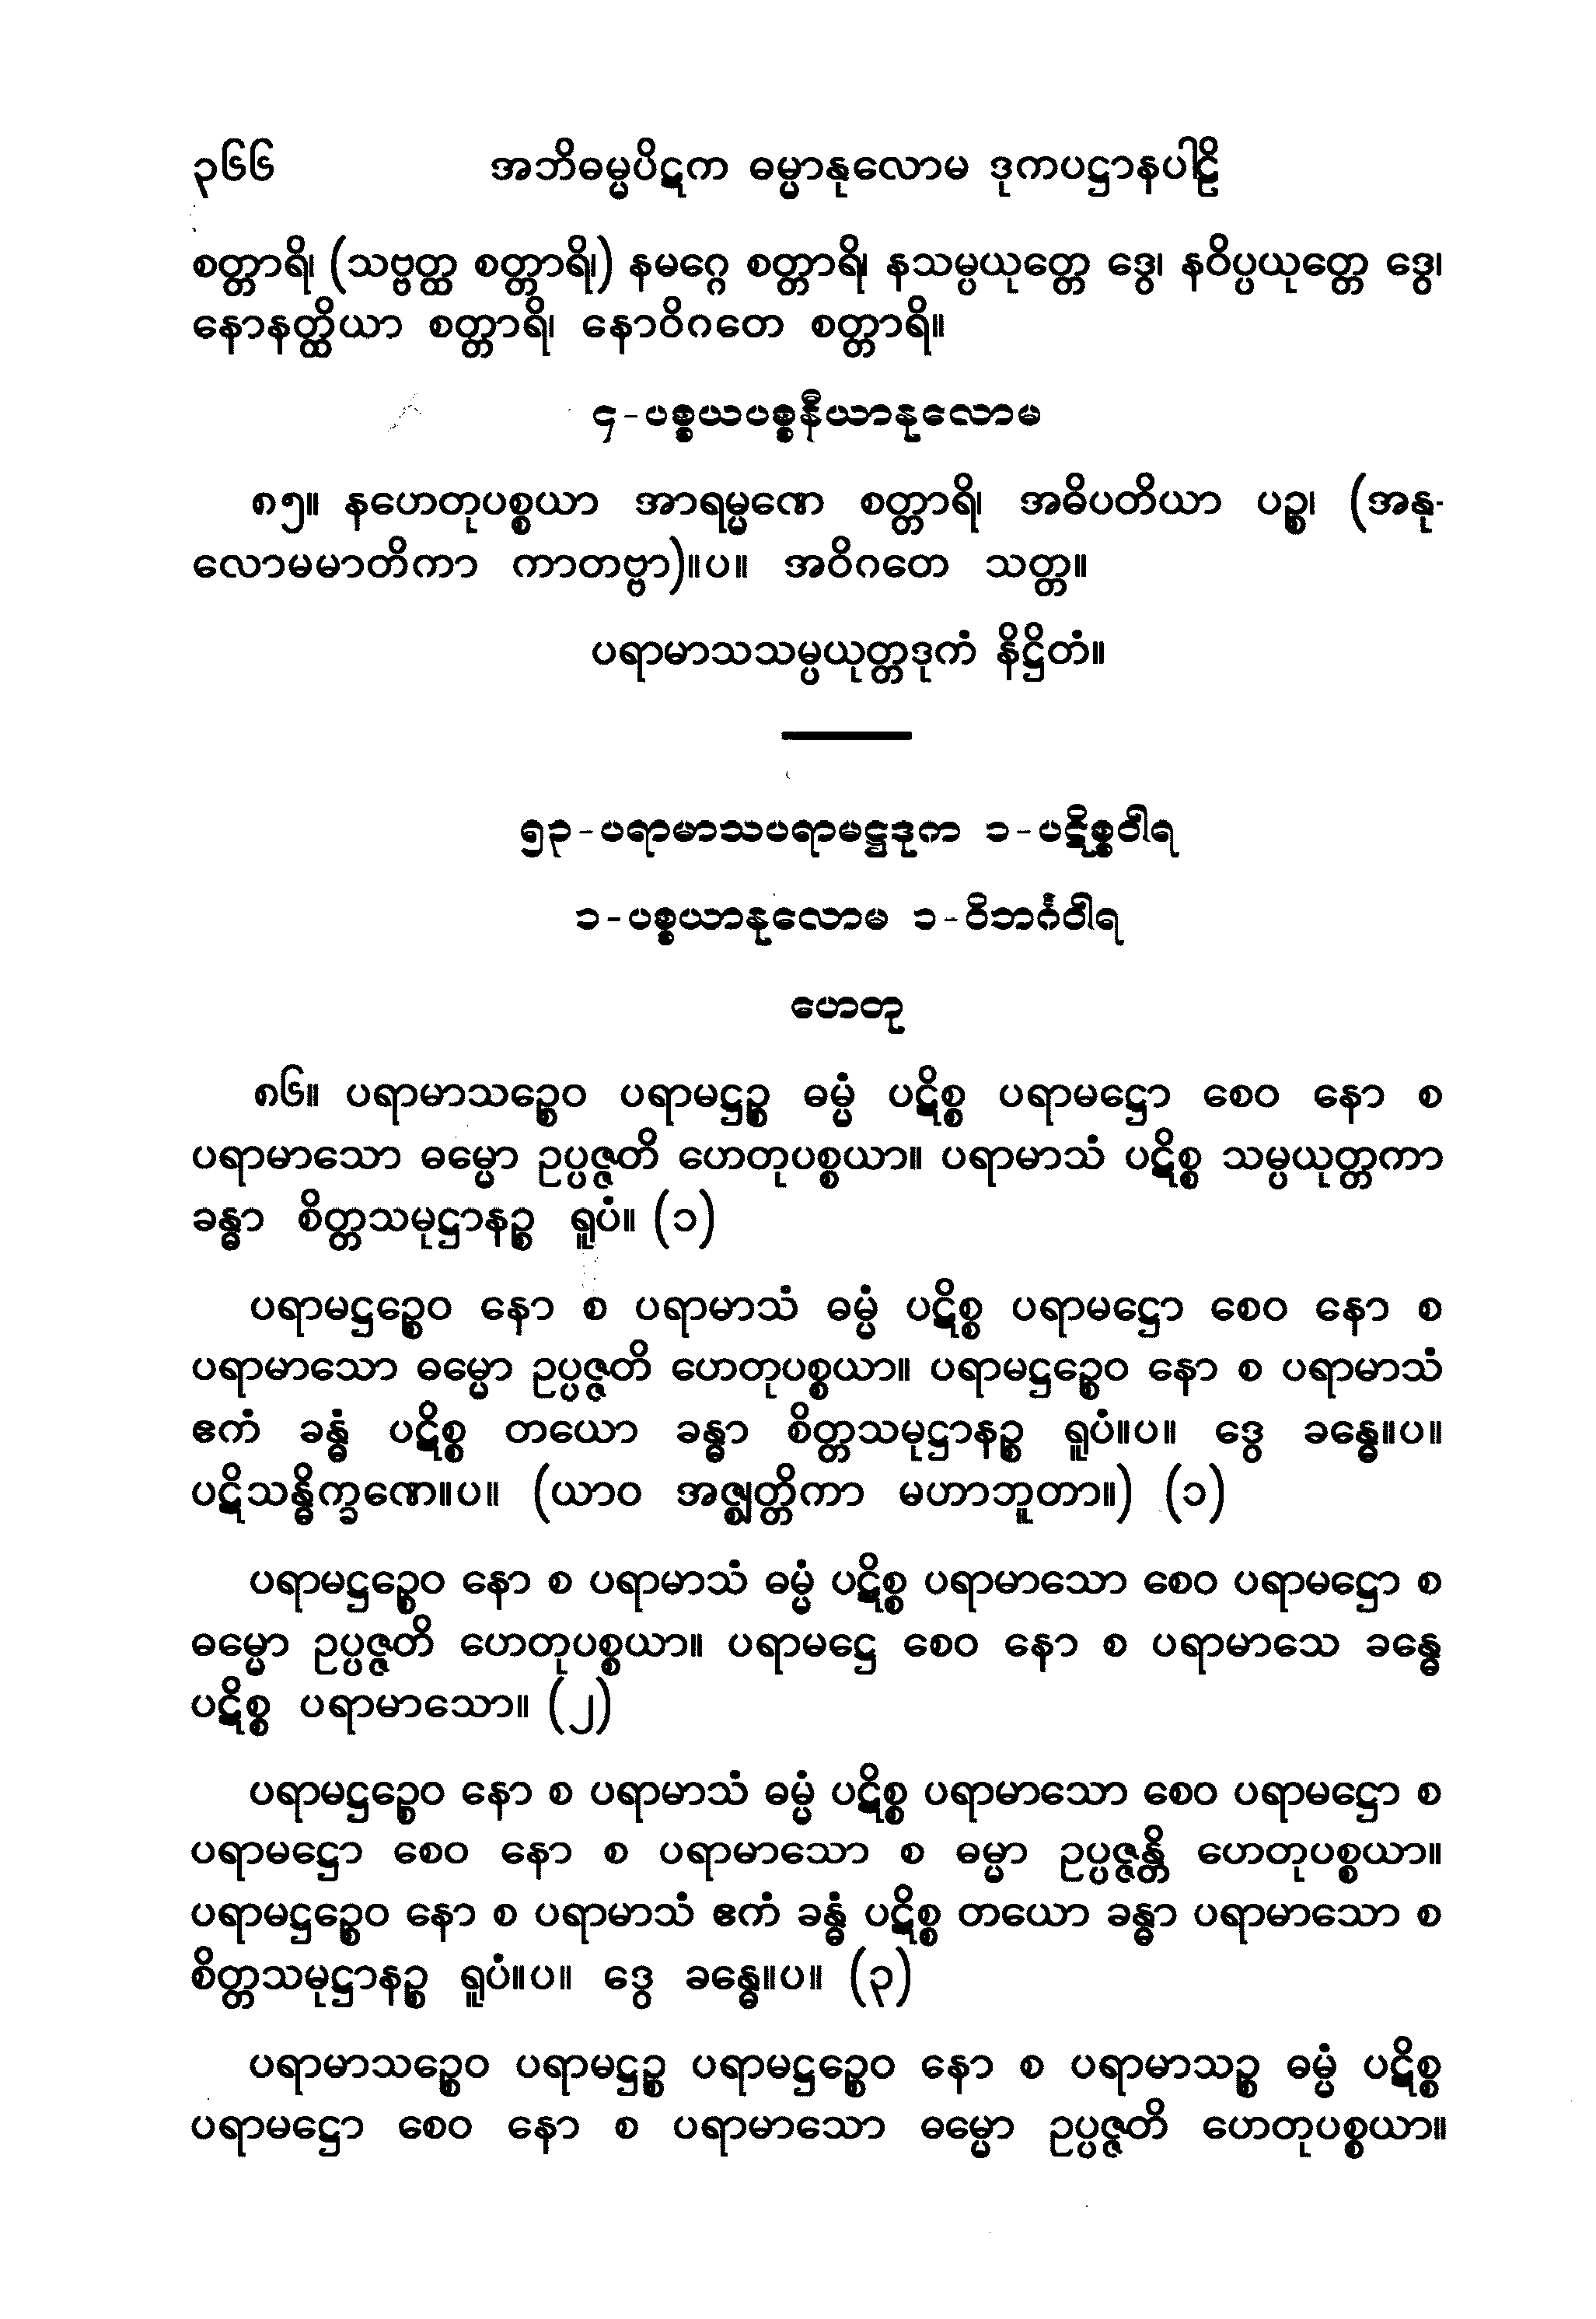 ၃၆၆ အဘိဓမ္မပိဋက ဓမ္မာနုလောမ ဒုကပဋ္ဌာနပါဠိ
စတ္တာရိ၊ (သဗ္ဗတ္ထ စတ္တာရိ၊) နမဂ္ဂေ စတ္တာရိ၊ နသမ္ပယုတ္တေ ဒွေ၊ နဝိပ္ပယုတ္တေ ဒွေ၊
နောနတ္ထိယာ စတ္တာရိ၊ နောဝိဂတေ စတ္တာရိ။
၄-ပစ္စယပစ္စနီယာနုလောမ
၈၅။ နဟေတုပစ္စယာ အာရမ္မဏေ စတ္တာရိ၊ အဓိပတိယာ ပဉ္စ၊ (အနု-
လောမမာတိကာ ကာတဗ္ဗာ)။ပ။ အဝိဂတေ သတ္တ။
ပရာမာသသမ္ပယုတ္တဒုကံ နိဋ္ဌိတံ။
၅၃-ပရာမာသပရာမဋ္ဌဒုက ၁-ပဋိစ္စဝါရ
၁-ပစ္စယာနုလောမ ၁-ဝိဘင်္ဂဝါရ
ဟေတု
၈၆။ ပရာမာသဉ္စေဝ ပရာမဋ္ဌဉ္စ ဓမ္မံ ပဋိစ္စ ပရာမဋ္ဌော စေဝ နော စ
ပရာမာသော ဓမ္မော ဥပ္ပဇ္ဇတိ ဟေတုပစ္စယာ။ ပရာမာသံ ပဋိစ္စ သမ္ပယုတ္တကာ
ခန္ဓာ စိတ္တသမုဋ္ဌာနဉ္စ ရူပံ။ (၁)
ပရာမဋ္ဌဉ္စေဝ နော စ ပရာမာသံ ဓမ္မံ ပဋိစ္စ ပရာမဋ္ဌော စေဝ နော စ
ပရာမာသော ဓမ္မော ဥပ္ပဇ္ဇတိ ဟေတုပစ္စယာ။ ပရာမဋ္ဌဉ္စေဝ နော စ ပရာမာသံ
ဧကံ ခန္ဓံ ပဋိစ္စ တယော ခန္ဓာ စိတ္တသမုဋ္ဌာနဉ္စ ရူပံ။ပ။ ဒွေ ခန္ဓေ။ပ။
ပဋိသန္ဓိက္ခဏေ။ပ။ (ယာဝ အဇ္ဈတ္တိကာ မဟာဘူတာ။) (၁)
ပရာမဋ္ဌဉ္စေဝ နော စ ပရာမာသံ ဓမ္မံ ပဋိစ္စ ပရာမာသော စေဝ ပရာမဋ္ဌော စ
ဓမ္မော ဥပ္ပဇ္ဇတိ ဟေတုပစ္စယာ။ ပရာမဋ္ဌေ စေဝ နော စ ပရာမာသေ ခန္ဓေ
ပဋိစ္စ ပရာမာသော။ (၂)
ပရာမဋ္ဌဉ္စေဝ နော စ ပရာမာသံ ဓမ္မံ ပဋိစ္စ ပရာမာသော စေဝ ပရာမဋ္ဌော စ
ပရာမဋ္ဌော စေဝ နော စ ပရာမာသော စ ဓမ္မာ ဥပ္ပဇ္ဇန္တိ ဟေတုပစ္စယာ။
ပရာမဋ္ဌဉ္စေဝ နော စ ပရာမာသံ ဧကံ ခန္ဓံ ပဋိစ္စ တယော ခန္ဓာ ပရာမာသော စ
စိတ္တသမုဋ္ဌာနဉ္စ ရူပံ။ပ။ ဒွေ ခန္ဓေ။ပ။ (၃)
ပရာမာသဉ္စေဝ ပရာမဋ္ဌဉ္စ ပရာမဋ္ဌဉ္စေဝ နော စ ပရာမာသဉ္စ ဓမ္မံ ပဋိစ္စ
ပရာမဋ္ဌော စေဝ နော စ ပရာမာသော ဓမ္မော ဥပ္ပဇ္ဇတိ ဟေတုပစ္စယာ။